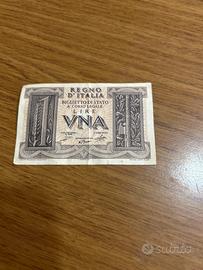 REGNO
D'ITALIA
BIGLIETTO DI STATO
A CORSO LEGALE
LIRE
VNA
subito